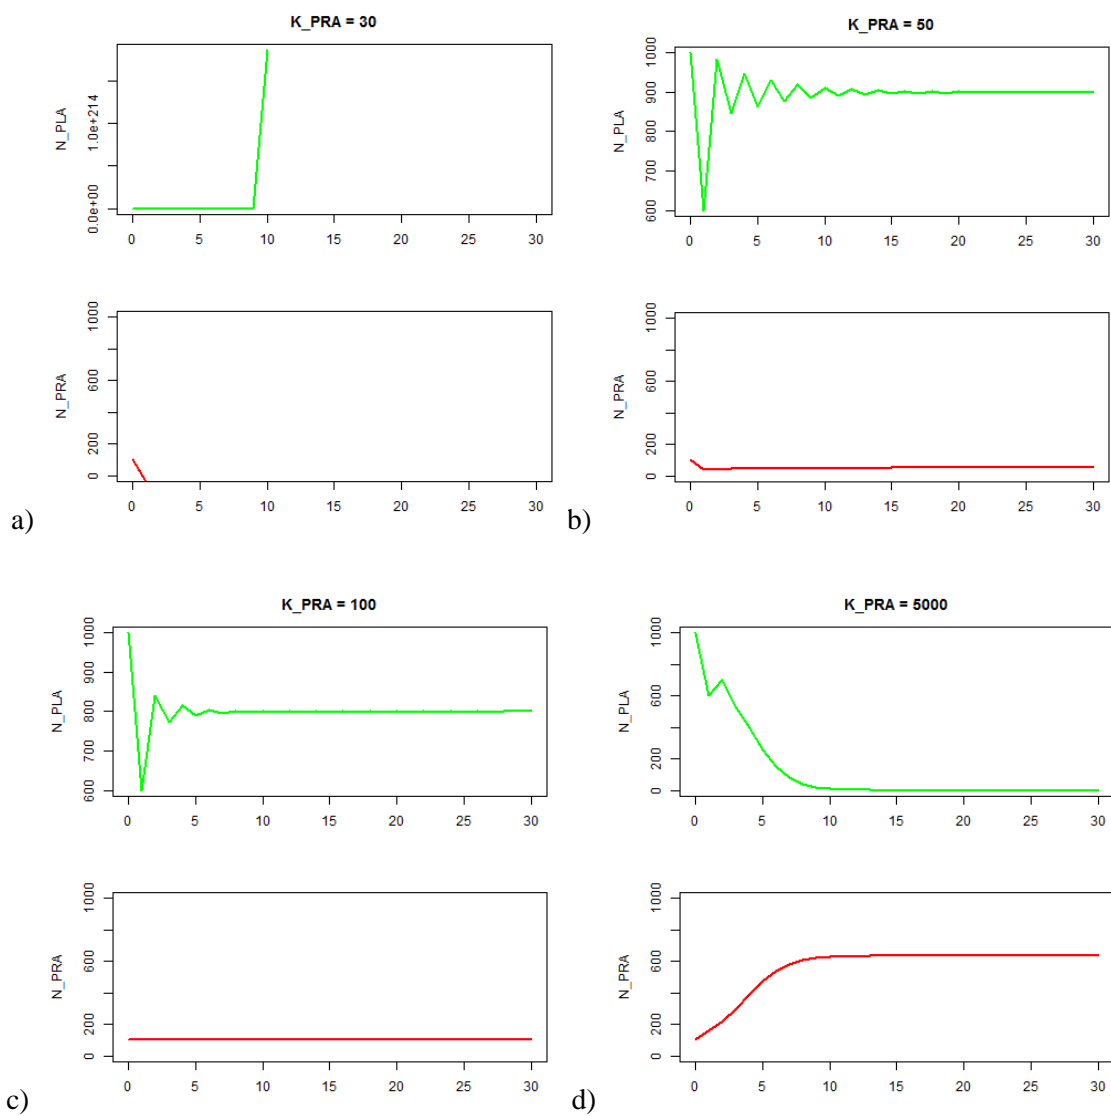 K_PRA = 30
N_PLA
0.0e+00 1.0e+214
0 5 10 15 20 25 30
N_PRA
0 200 600 1000
0 5 10 15 20 25 30
a)
K_PRA = 50
N_PLA
600 700 800 900 1000
0 5 10 15 20 25 30
N_PRA
0 200 600 1000
0 5 10 15 20 25 30
b)
K_PRA = 100
N_PLA
600 700 800 900 1000
0 5 10 15 20 25 30
N_PRA
0 200 600 1000
0 5 10 15 20 25 30
c)
K_PRA = 5000
N_PLA
0 200 600 1000
0 5 10 15 20 25 30
N_PRA
0 200 600 1000
0 5 10 15 20 25 30
d)